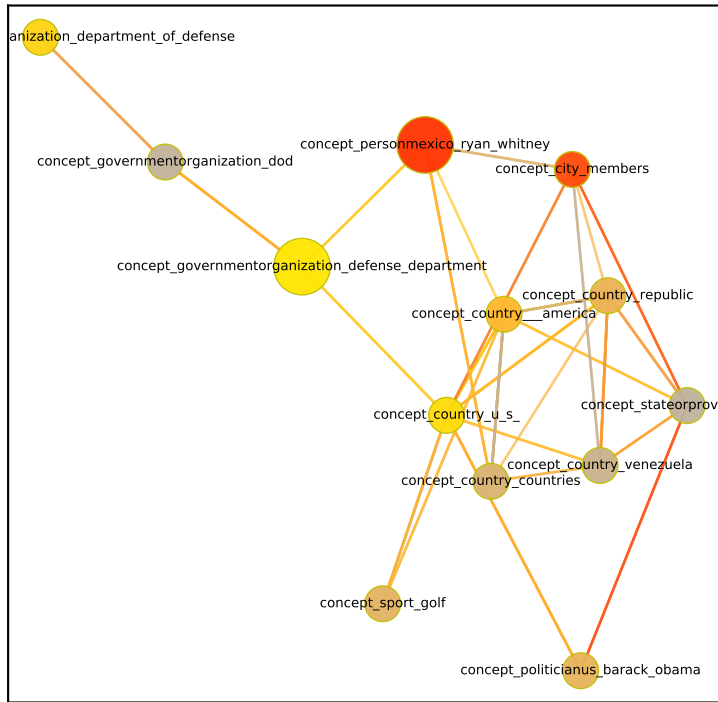 anization_department_of_defense
concept_personmexico_ryan_whitney
concept_governmentorganization_dod
concept_city_members
concept_governmentorganization_defense_department
concept_country_republic
concept_country___america
concept_stateorprov
concept_country_u_s_
concept_country_venezuela
concept_country_countries
concept_sport_golf
concept_politicianus_barack_obama